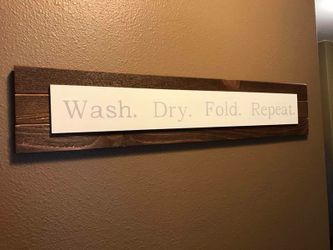 Wash. Dry. Fold. Repeat.